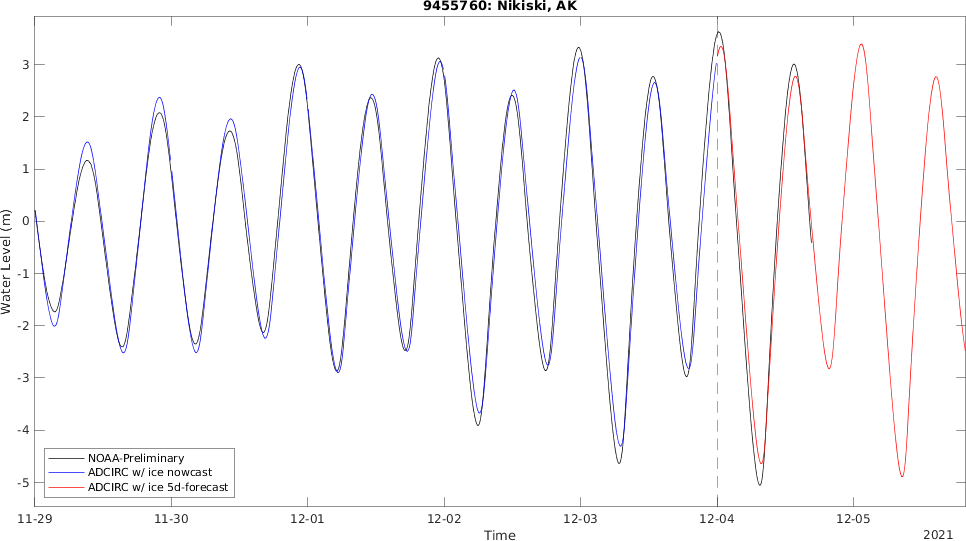 9455760: Nikiski, AK
Water Level (m)
3
2
1
0
-1
-2
-3
-4
-5
NOAA-Preliminary
ADCIRC w/ ice nowcast
ADCIRC w/ ice 5d-forecast
11-29 11-30 12-01 12-02 12-03 12-04 12-05
Time
2021